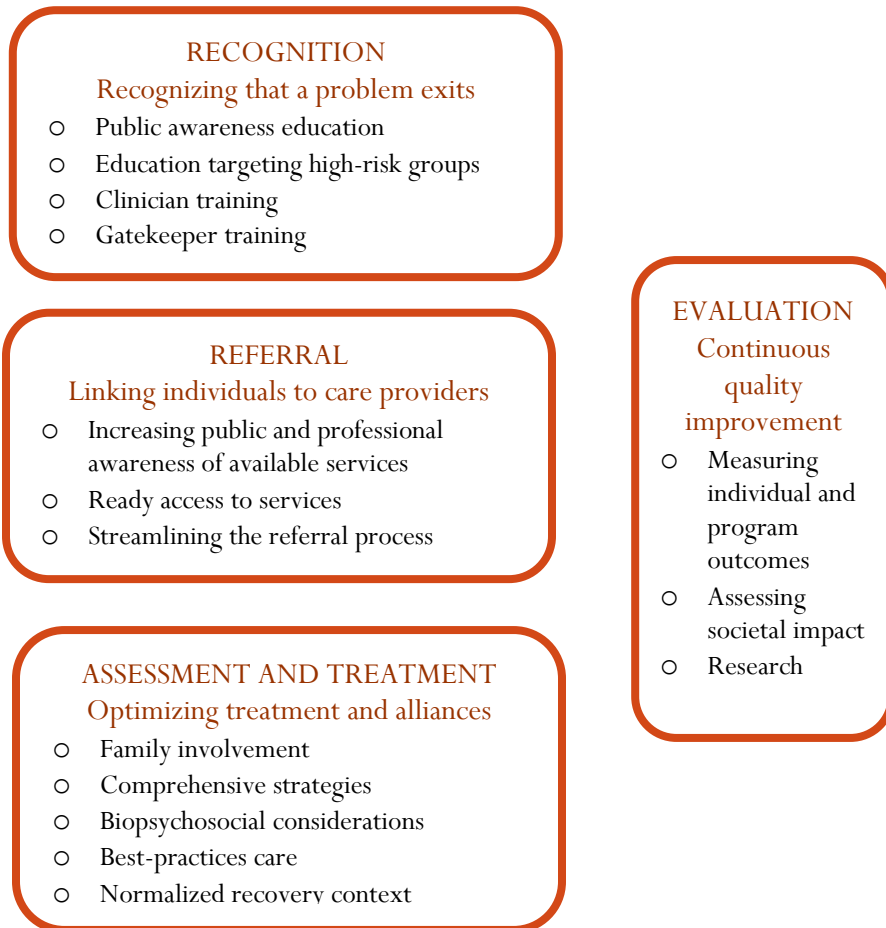 RECOGNITION
Recognizing that a problem exits
o Public awareness education
o Education targeting high-risk groups
o Clinician training
o Gatekeeper training
REFERRAL
Linking individuals to care providers
o Increasing public and professional
awareness of available services
o Ready access to services
o Streamlining the referral process
ASSESSMENT AND TREATMENT
Optimizing treatment and alliances
o Family involvement
o Comprehensive strategies
o Biopsychosocial considerations
o Best-practices care
o Normalized recovery context
EVALUATION
Continuous
quality
improvement
o Measuring
individual and
program
outcomes
o Assessing
societal impact
o Research